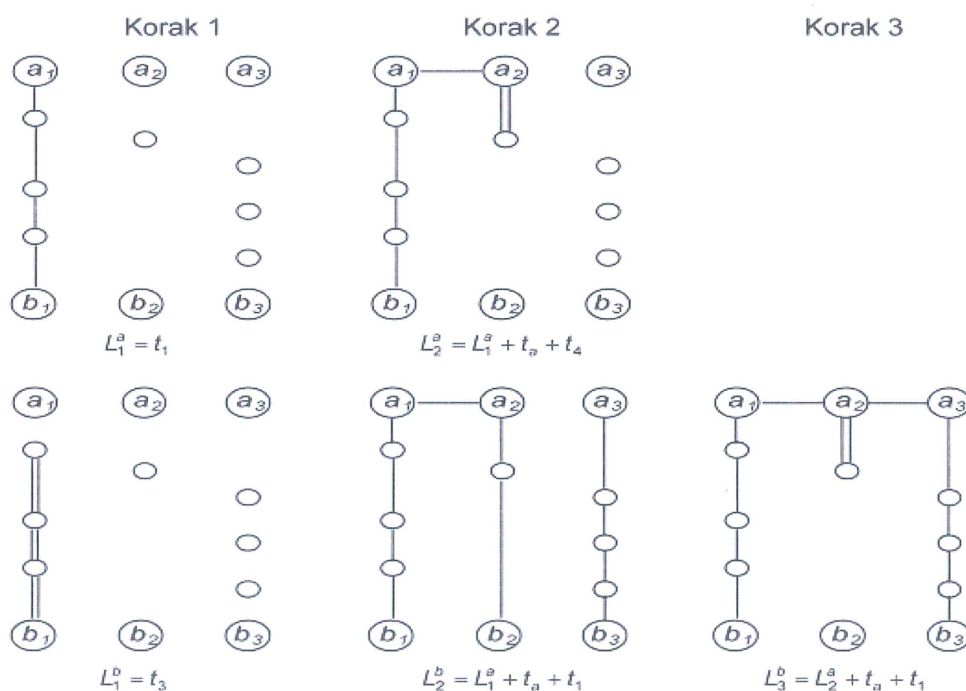 Korak 1 Korak 2 Korak 3
a₁ a₂ a₃ a₁ a₂ a₃
b₁ b₂ b₃ b₁ b₂ b₃
L₁ᵃ = t₁ L₂ᵃ = L₁ᵃ + tₐ + t₄
a₁ a₂ a₃ a₁ a₂ a₃ a₁ a₂ a₃
b₁ b₂ b₃ b₁ b₂ b₃ b₁ b₂ b₃
L₁ᵇ = t₃ L₂ᵇ = L₁ᵃ + tₐ + t₁ L₃ᵇ = L₂ᵃ + tₐ + t₁